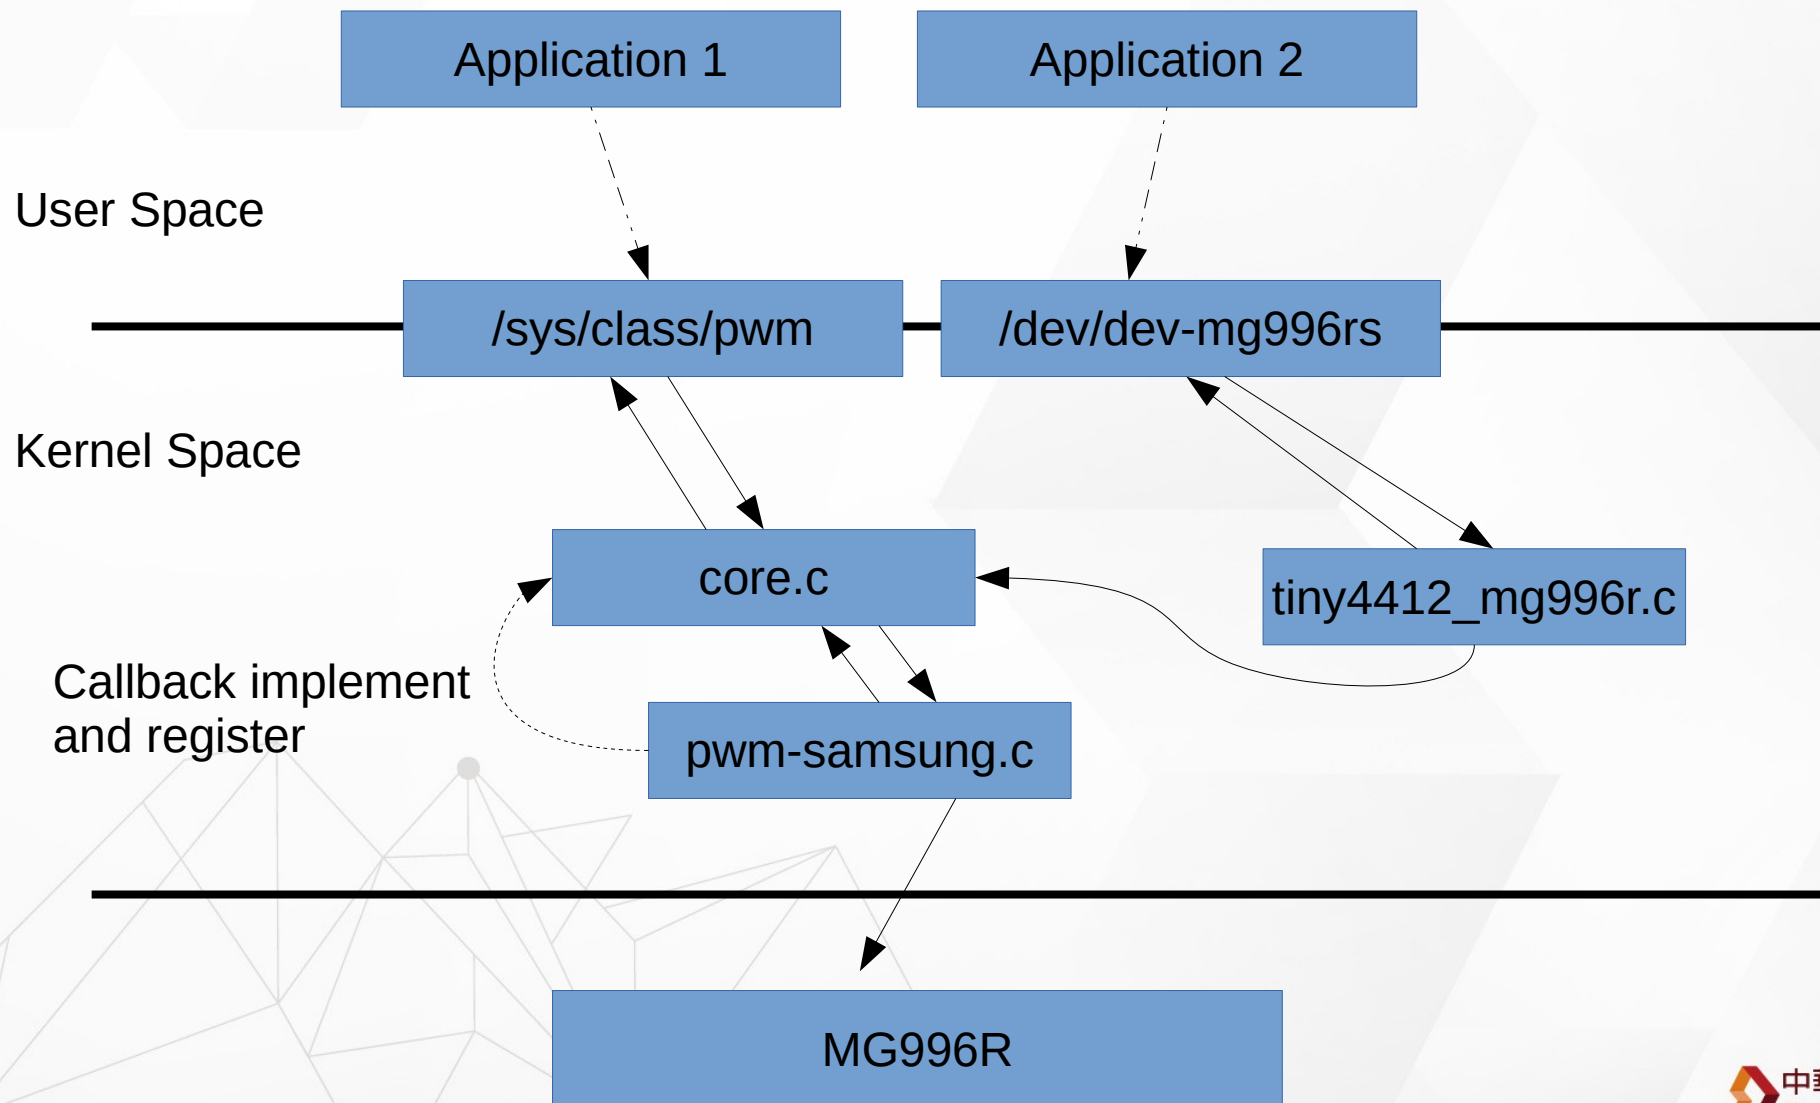 Application 1
Application 2
User Space
/sys/class/pwm
/dev/dev-mg996rs
Kernel Space
core.c
tiny4412_mg996r.c
Callback implement
and register
pwm-samsung.c
MG996R
中